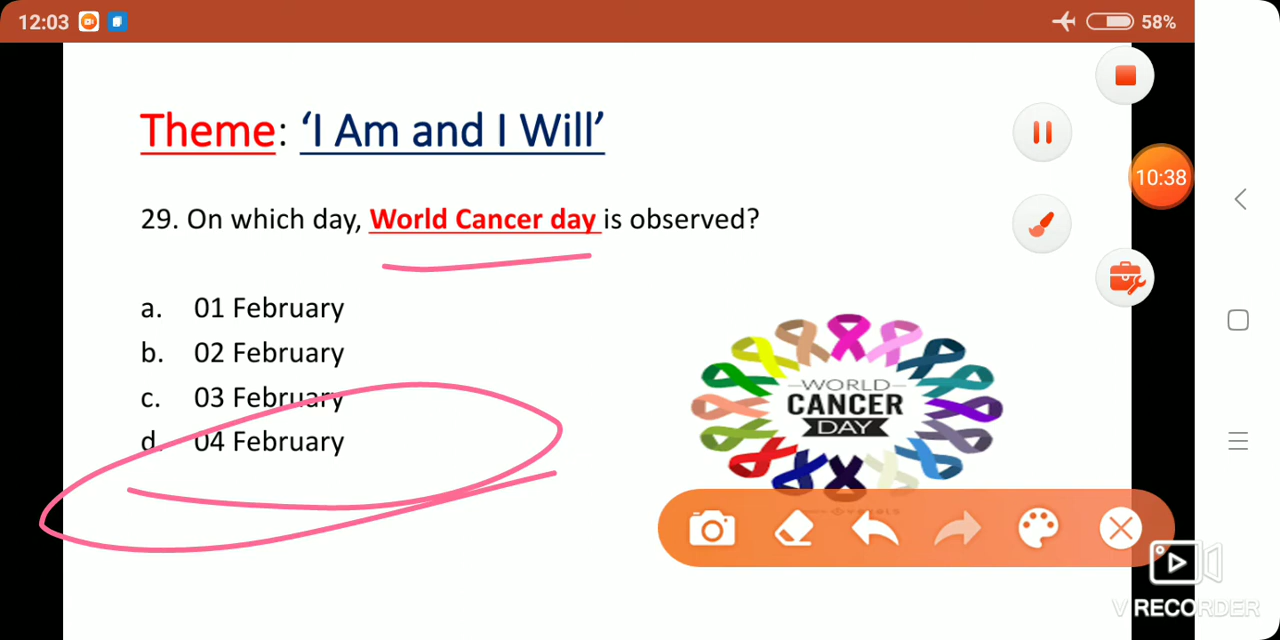 12:03
58%
Theme: ‘I Am and I Will’
10:38
29. On which day, World Cancer day is observed?
a. 01 February
b. 02 February
c. 03 February
d. 04 February
WORLD
CANCER
DAY
V RECORDER